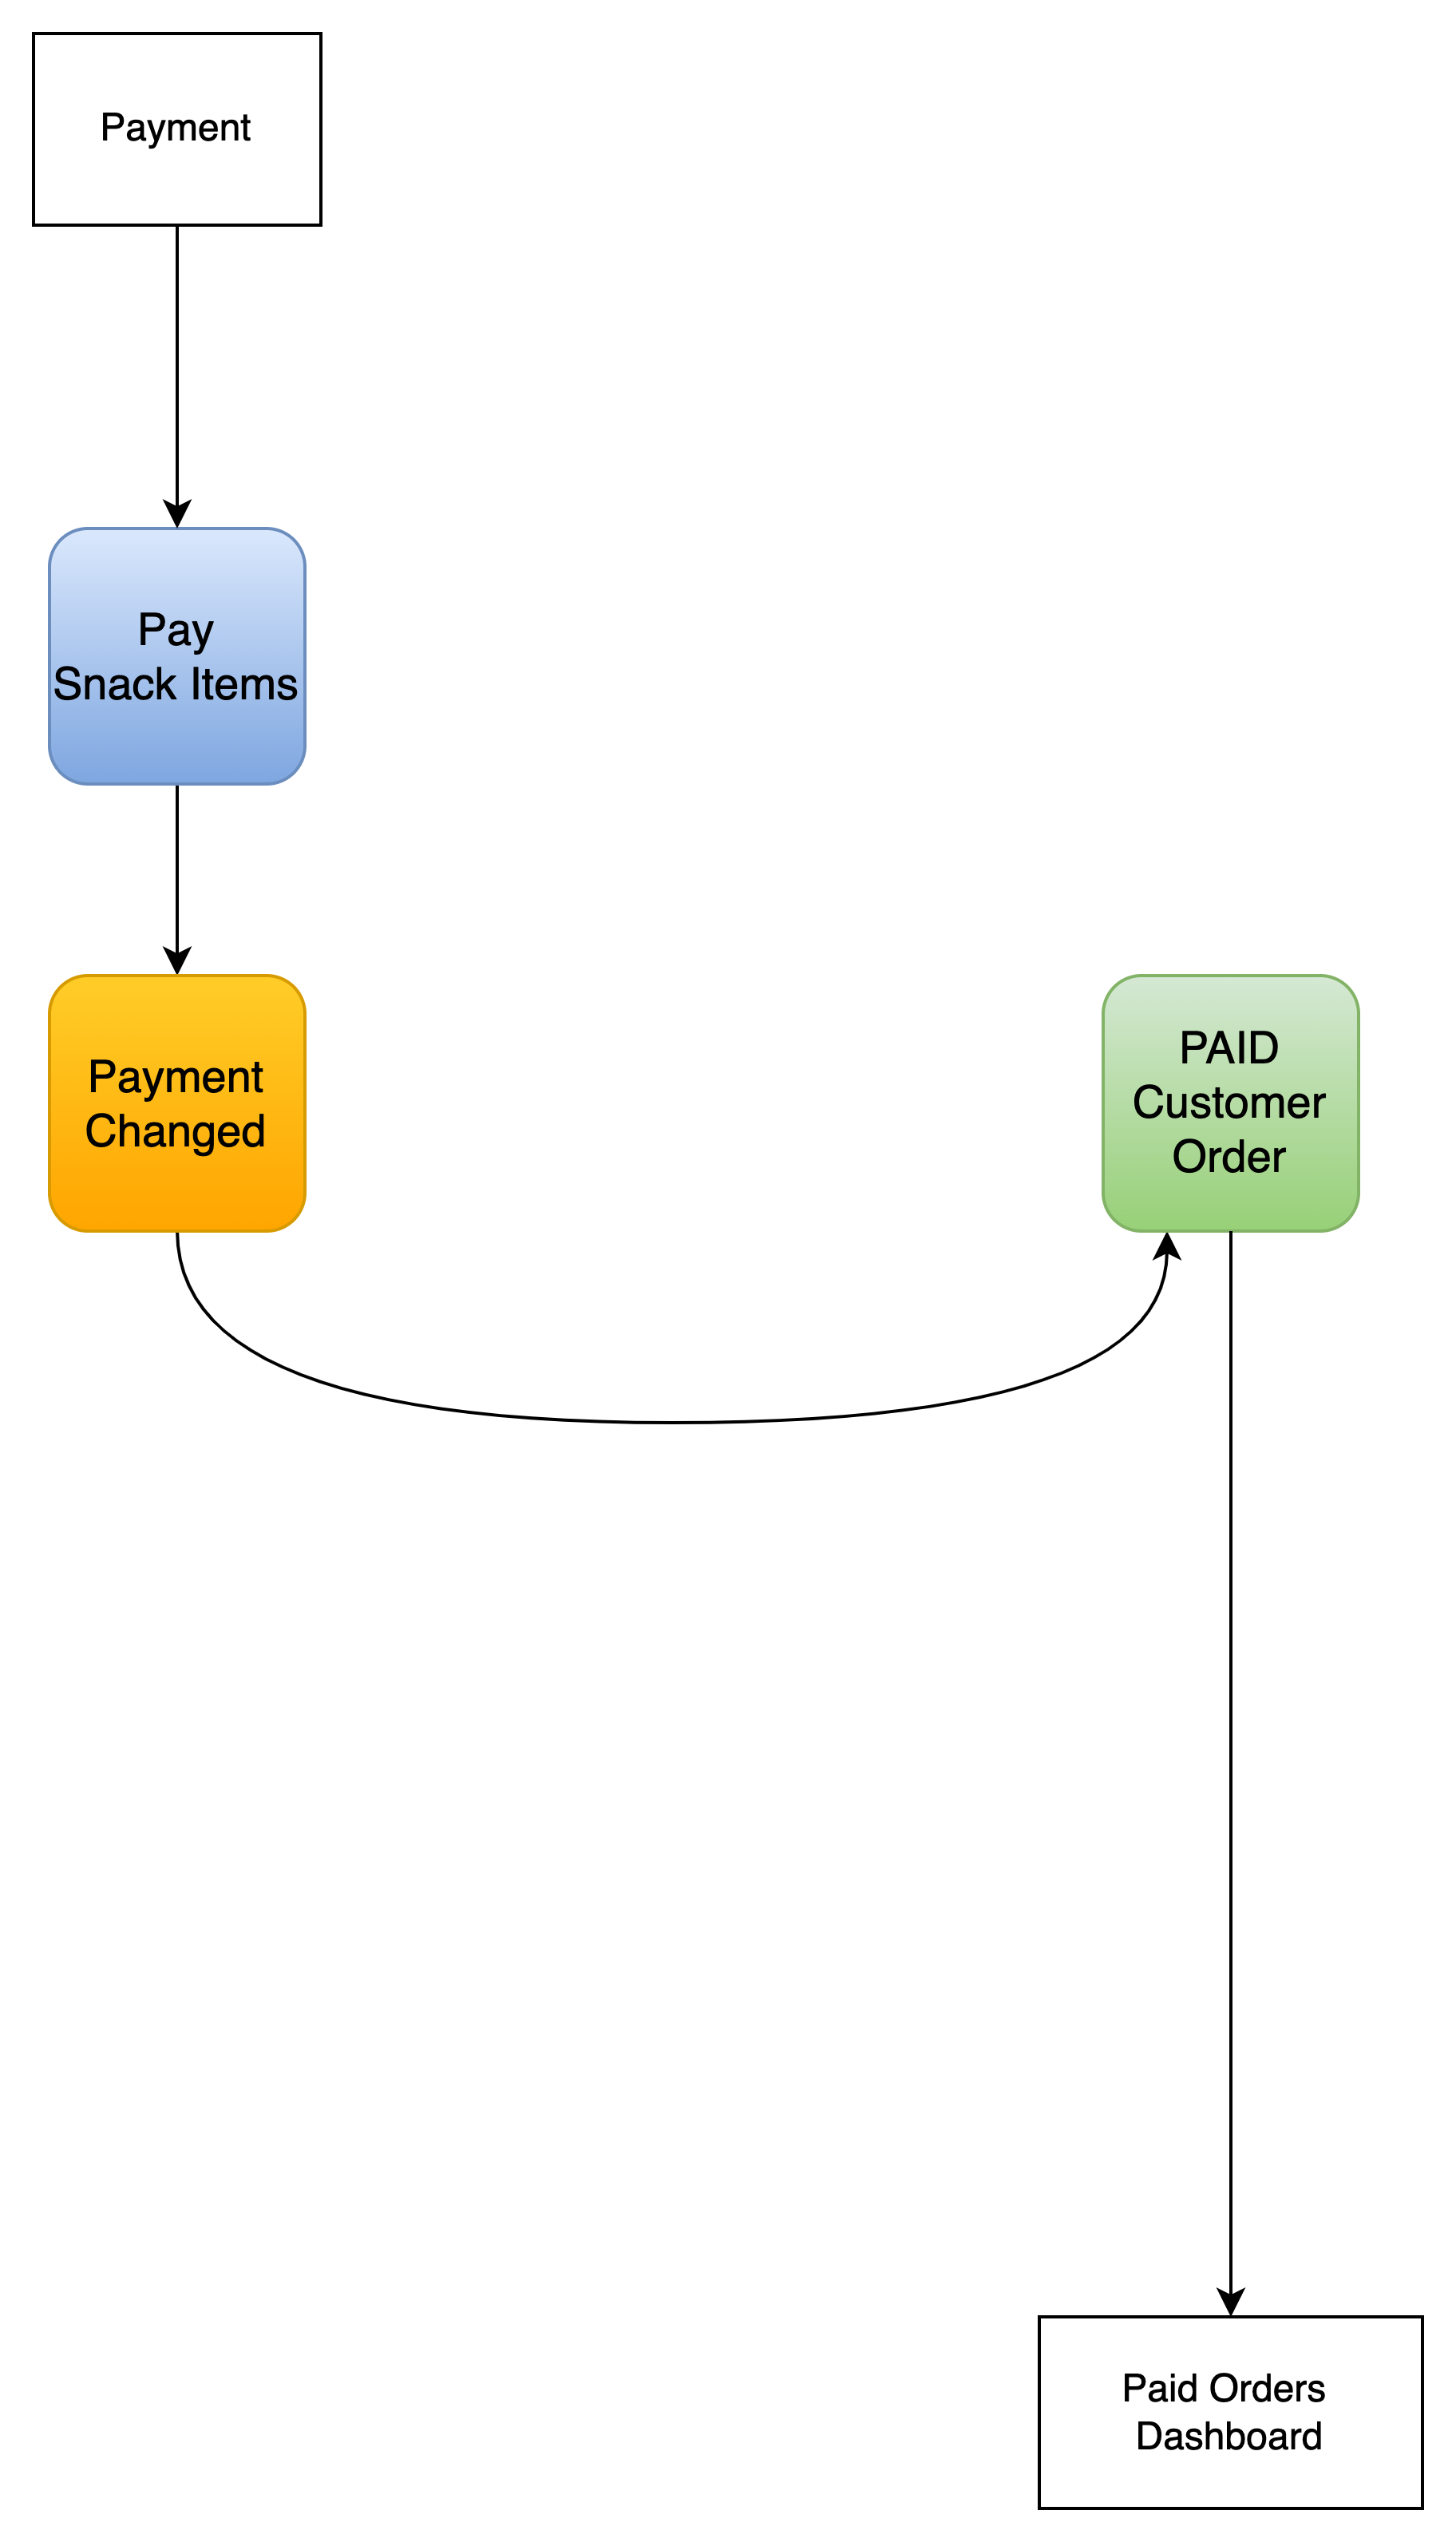 Payment
Pay
Snack Items
Payment
Changed
PAID
Customer
Order
Paid Orders
Dashboard